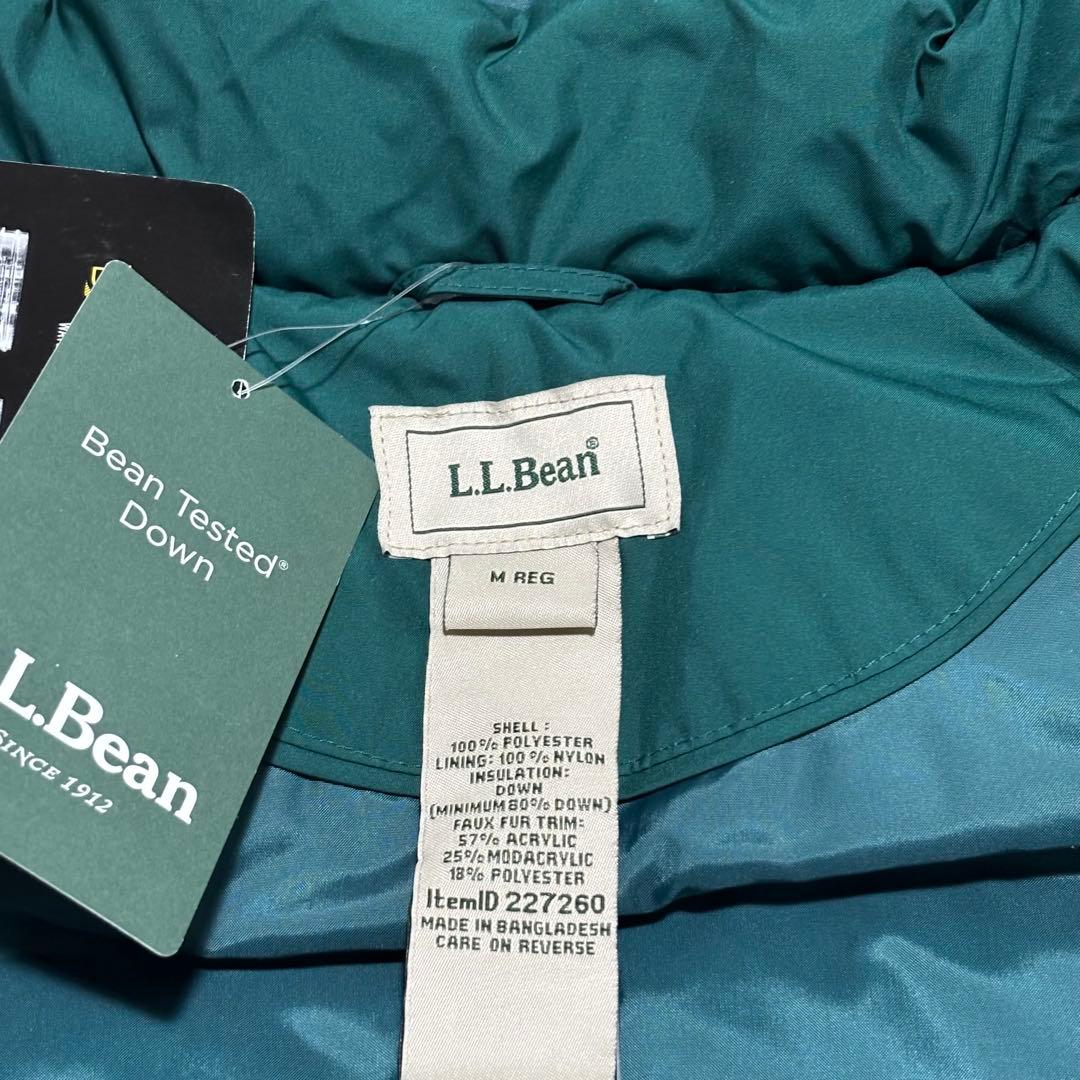 Bean Tested®
Down
L.L.Bean
SINCE 1912
L.L.Bean®
M REG
SHELL :
100% POLYESTER
LINING: 100% NYLON
INSULATION:
DOWN
(MINIMUM 80% DOWN)
FAUX FUR TRIM:
57% ACRYLIC
25% MODACRYLIC
18% POLYESTER
ItemID 227260
MADE IN BANGLADESH
CARE ON REVERSE